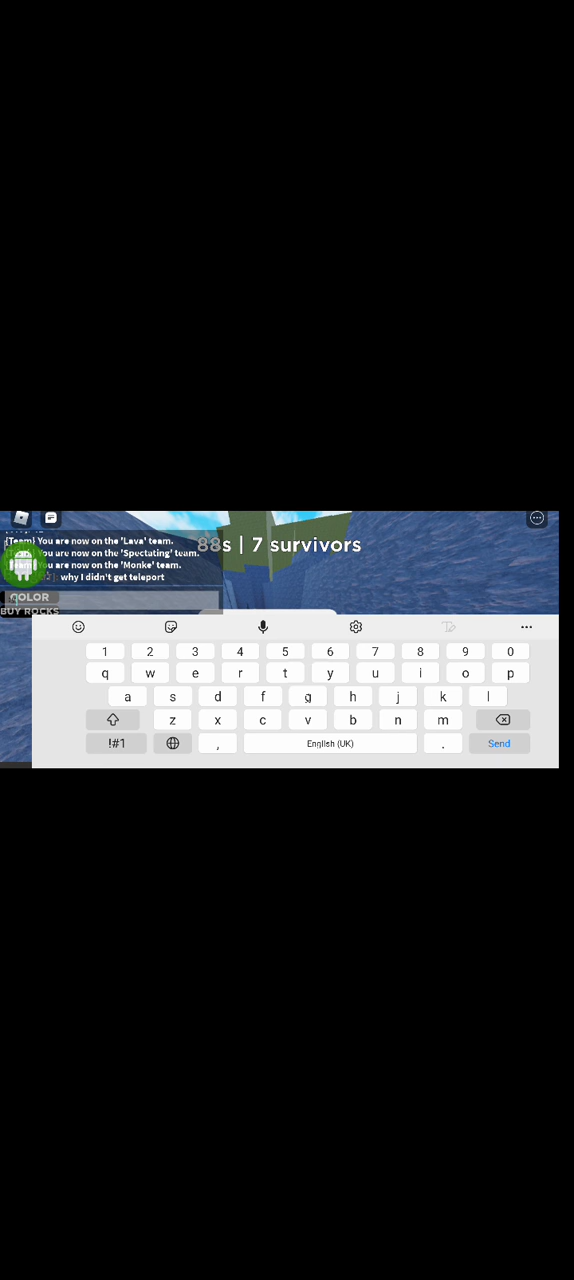 [Team] You are now on the 'Lava' team.
You are now on the 'Spectating' team.
You are now on the 'Monke' team.
why I didn't get teleport
88s | 7 survivors
COLOR
BUY ROCKS
1 2 3 4 5 6 7 8 9 0
q w e r t y u i o p
a s d f g h j k l
z x c v b n m
!#1 , English (UK) . Send